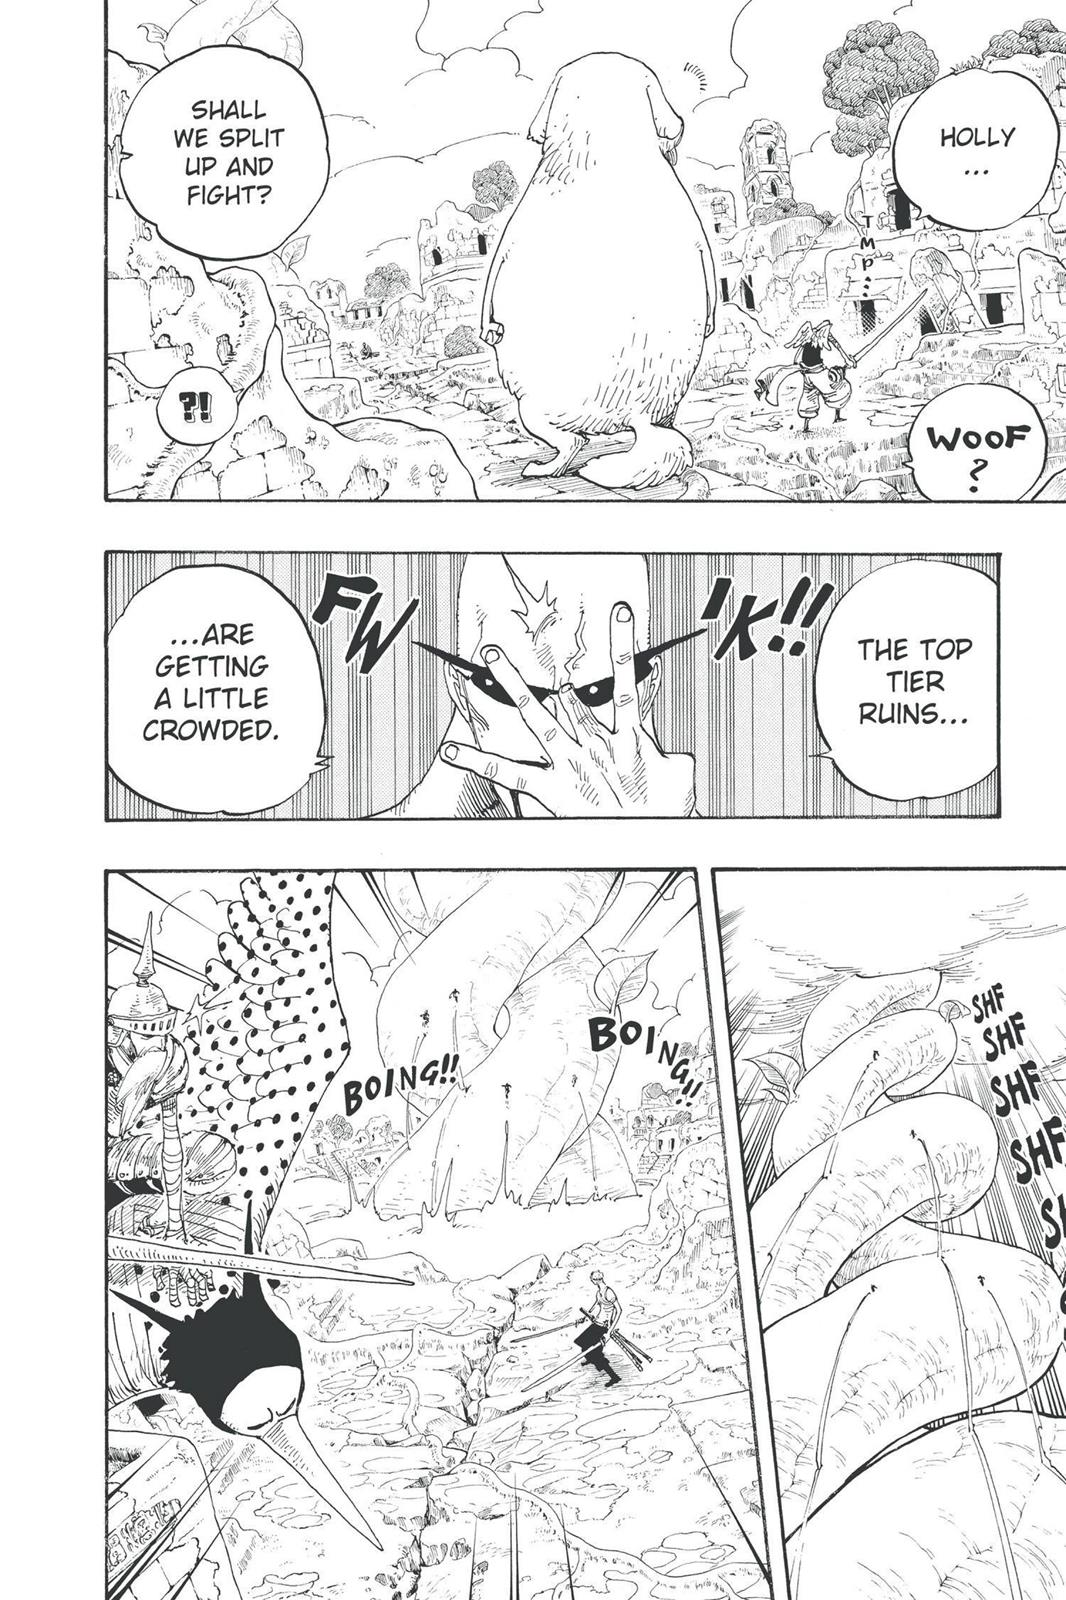 HOLLY
...
SHALL
WE SPLIT
UP AND
FIGHT?
TMP...
?!
WOOF
?
THE TOP
TIER
RUINS...
'K!!
FW
...ARE
GETTING
A LITTLE
CROWDED.
SHF
SHF
SHF
SHF
BOING!!
BOING!!